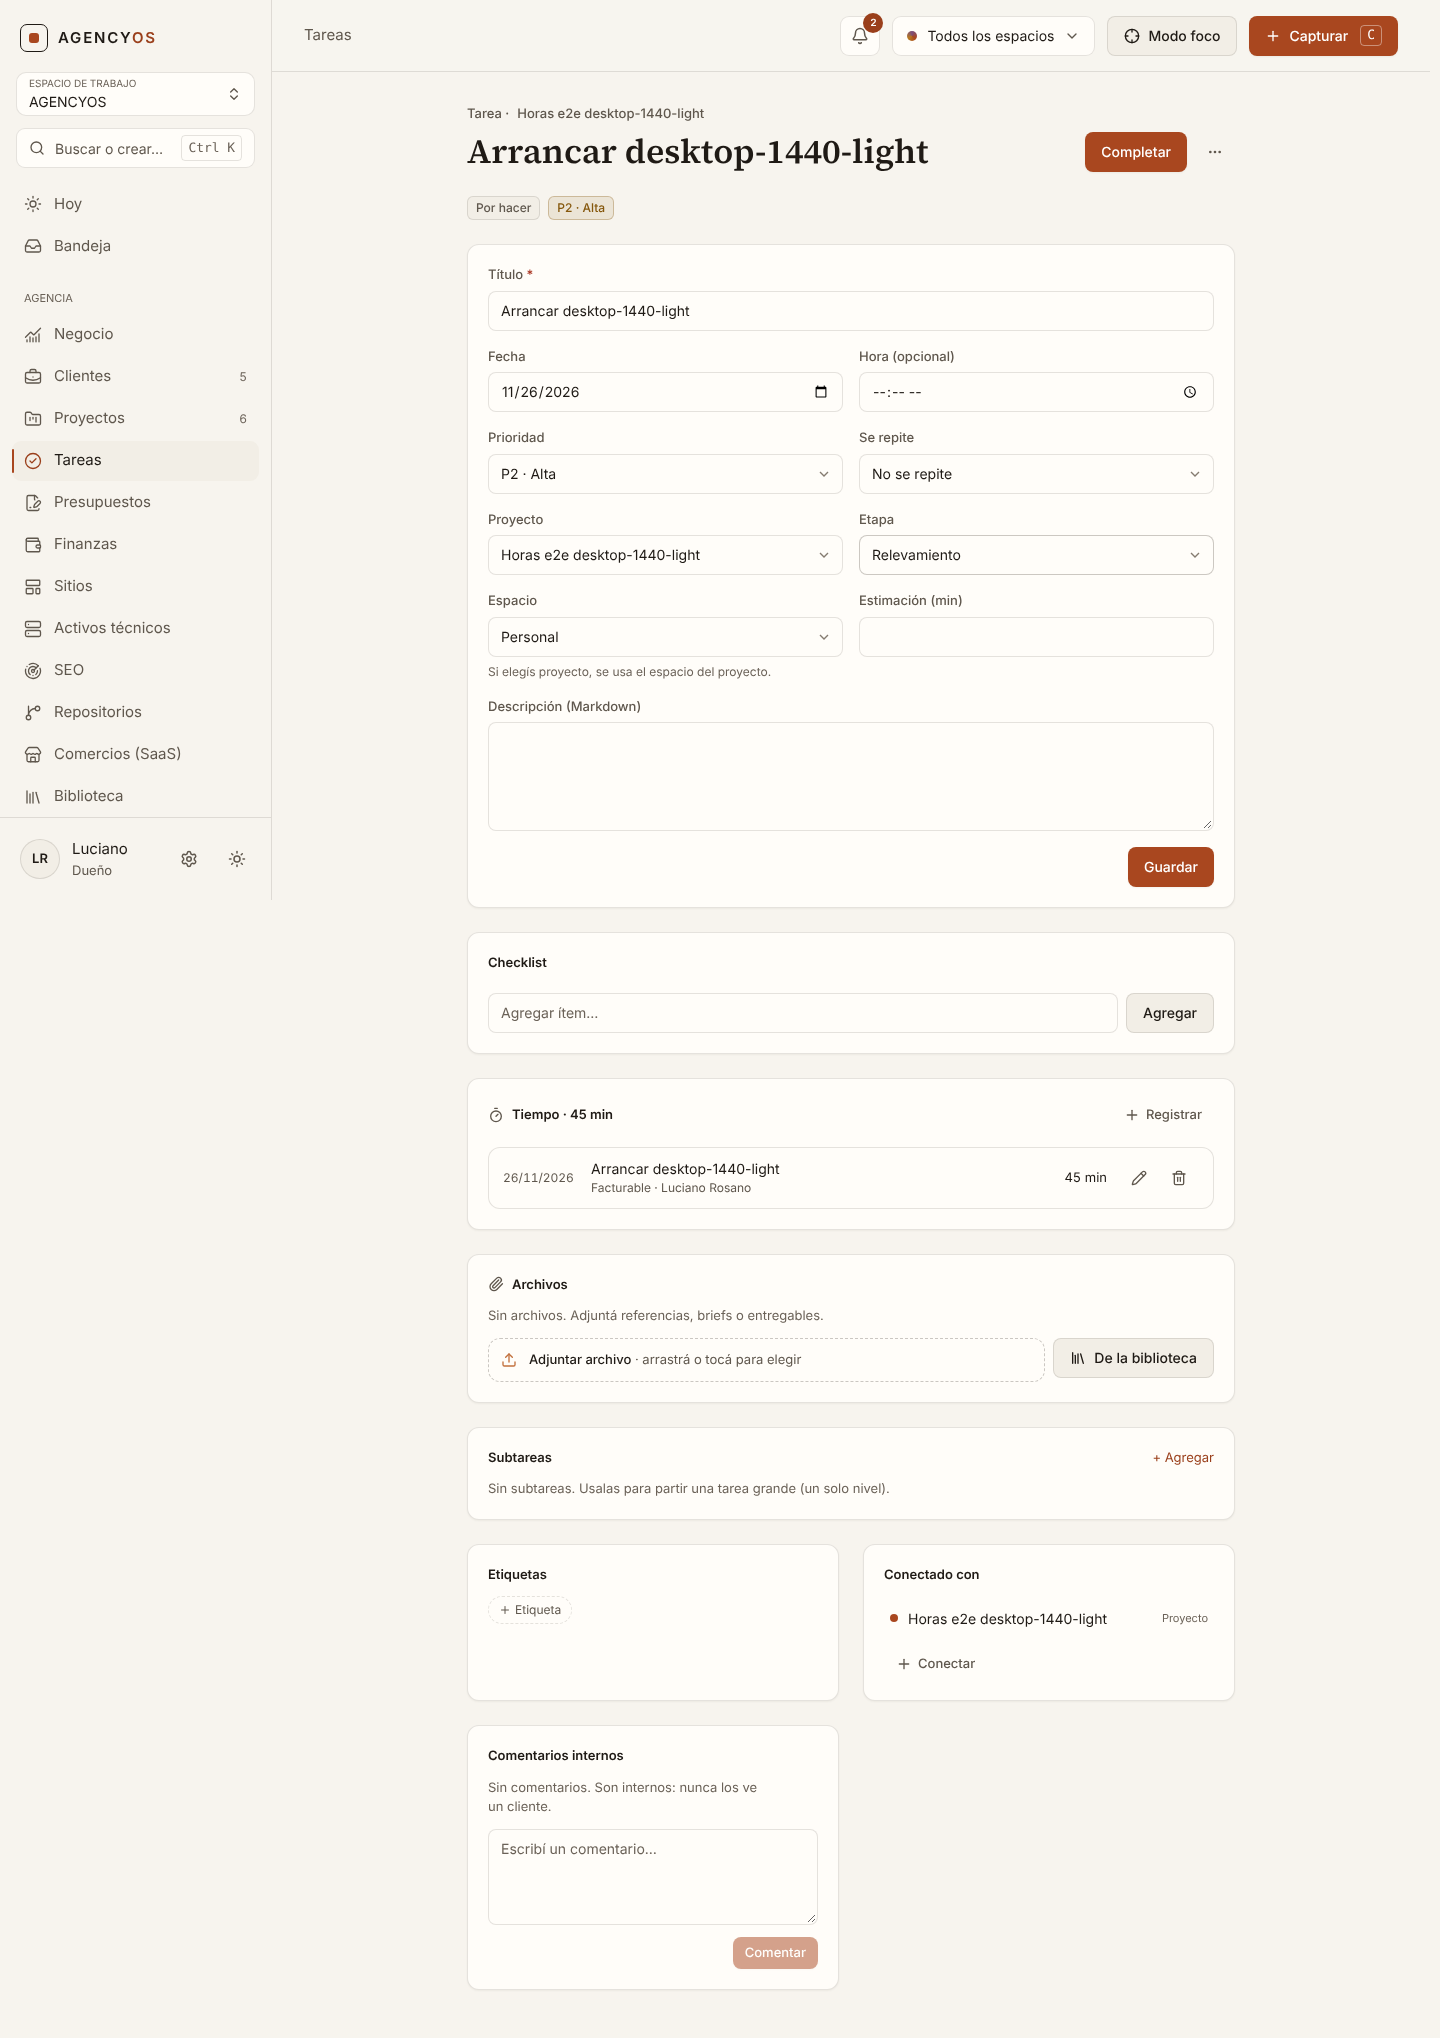 AGENCYOS
ESPACIO DE TRABAJO
AGENCYOS
Buscar o crear... Ctrl K
Hoy
Bandeja
AGENCIA
Negocio
Clientes 5
Proyectos 6
Tareas
Presupuestos
Finanzas
Sitios
Activos técnicos
SEO
Repositorios
Comercios (SaaS)
Biblioteca
LR
Luciano
Dueño
Tareas
2
Todos los espacios
Modo foco
Capturar C
Tarea · Horas e2e desktop-1440-light
Arrancar desktop-1440-light
Completar
Por hacer
P2 · Alta
Título *
Arrancar desktop-1440-light
Fecha
11/26/2026
Hora (opcional)
--:-- --
Prioridad
P2 · Alta
Se repite
No se repite
Proyecto
Horas e2e desktop-1440-light
Etapa
Relevamiento
Espacio
Personal
Si elegís proyecto, se usa el espacio del proyecto.
Estimación (min)
Descripción (Markdown)
Guardar
Checklist
Agregar ítem...
Agregar
Tiempo · 45 min
Registrar
26/11/2026
Arrancar desktop-1440-light
Facturable · Luciano Rosano
45 min
Archivos
Sin archivos. Adjuntá referencias, briefs o entregables.
Adjuntar archivo · arrastrá o tocá para elegir
De la biblioteca
Subtareas
+ Agregar
Sin subtareas. Usalas para partir una tarea grande (un solo nivel).
Etiquetas
+ Etiqueta
Conectado con
Horas e2e desktop-1440-light
Proyecto
Conectar
Comentarios internos
Sin comentarios. Son internos: nunca los ve
un cliente.
Escribí un comentario...
Comentar